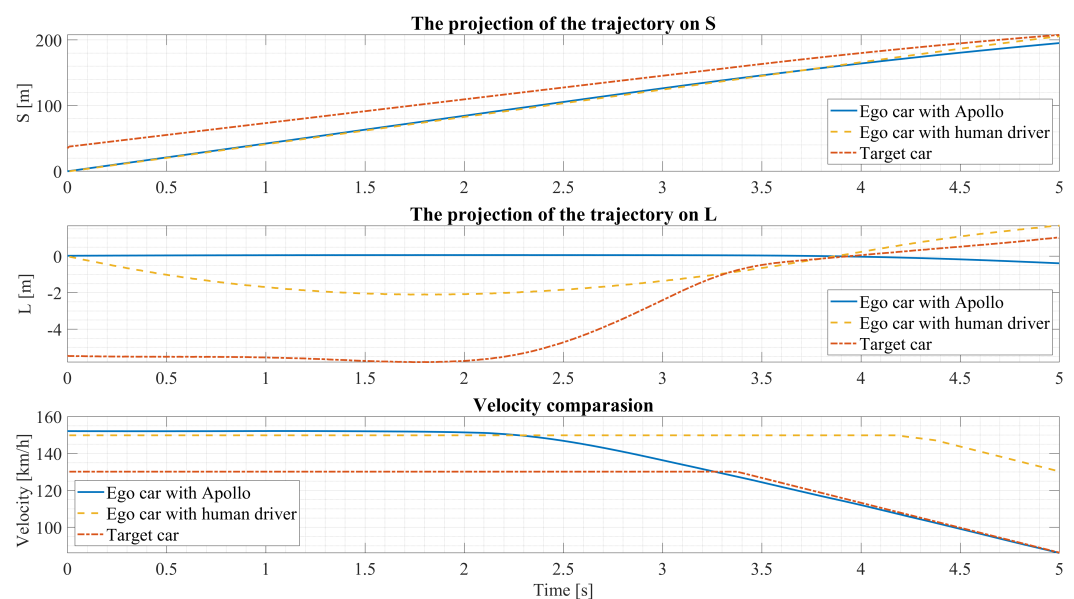 The projection of the trajectory on S
200
100
0
S [m]
Ego car with Apollo
Ego car with human driver
Target car
0 0.5 1 1.5 2 2.5 3 3.5 4 4.5 5
The projection of the trajectory on L
0
-2
-4
L [m]
Ego car with Apollo
Ego car with human driver
Target car
0 0.5 1 1.5 2 2.5 3 3.5 4 4.5 5
Velocity comparasion
160
140
120
100
Velocity [km/h]
Ego car with Apollo
Ego car with human driver
Target car
0 0.5 1 1.5 2 2.5 3 3.5 4 4.5 5
Time [s]